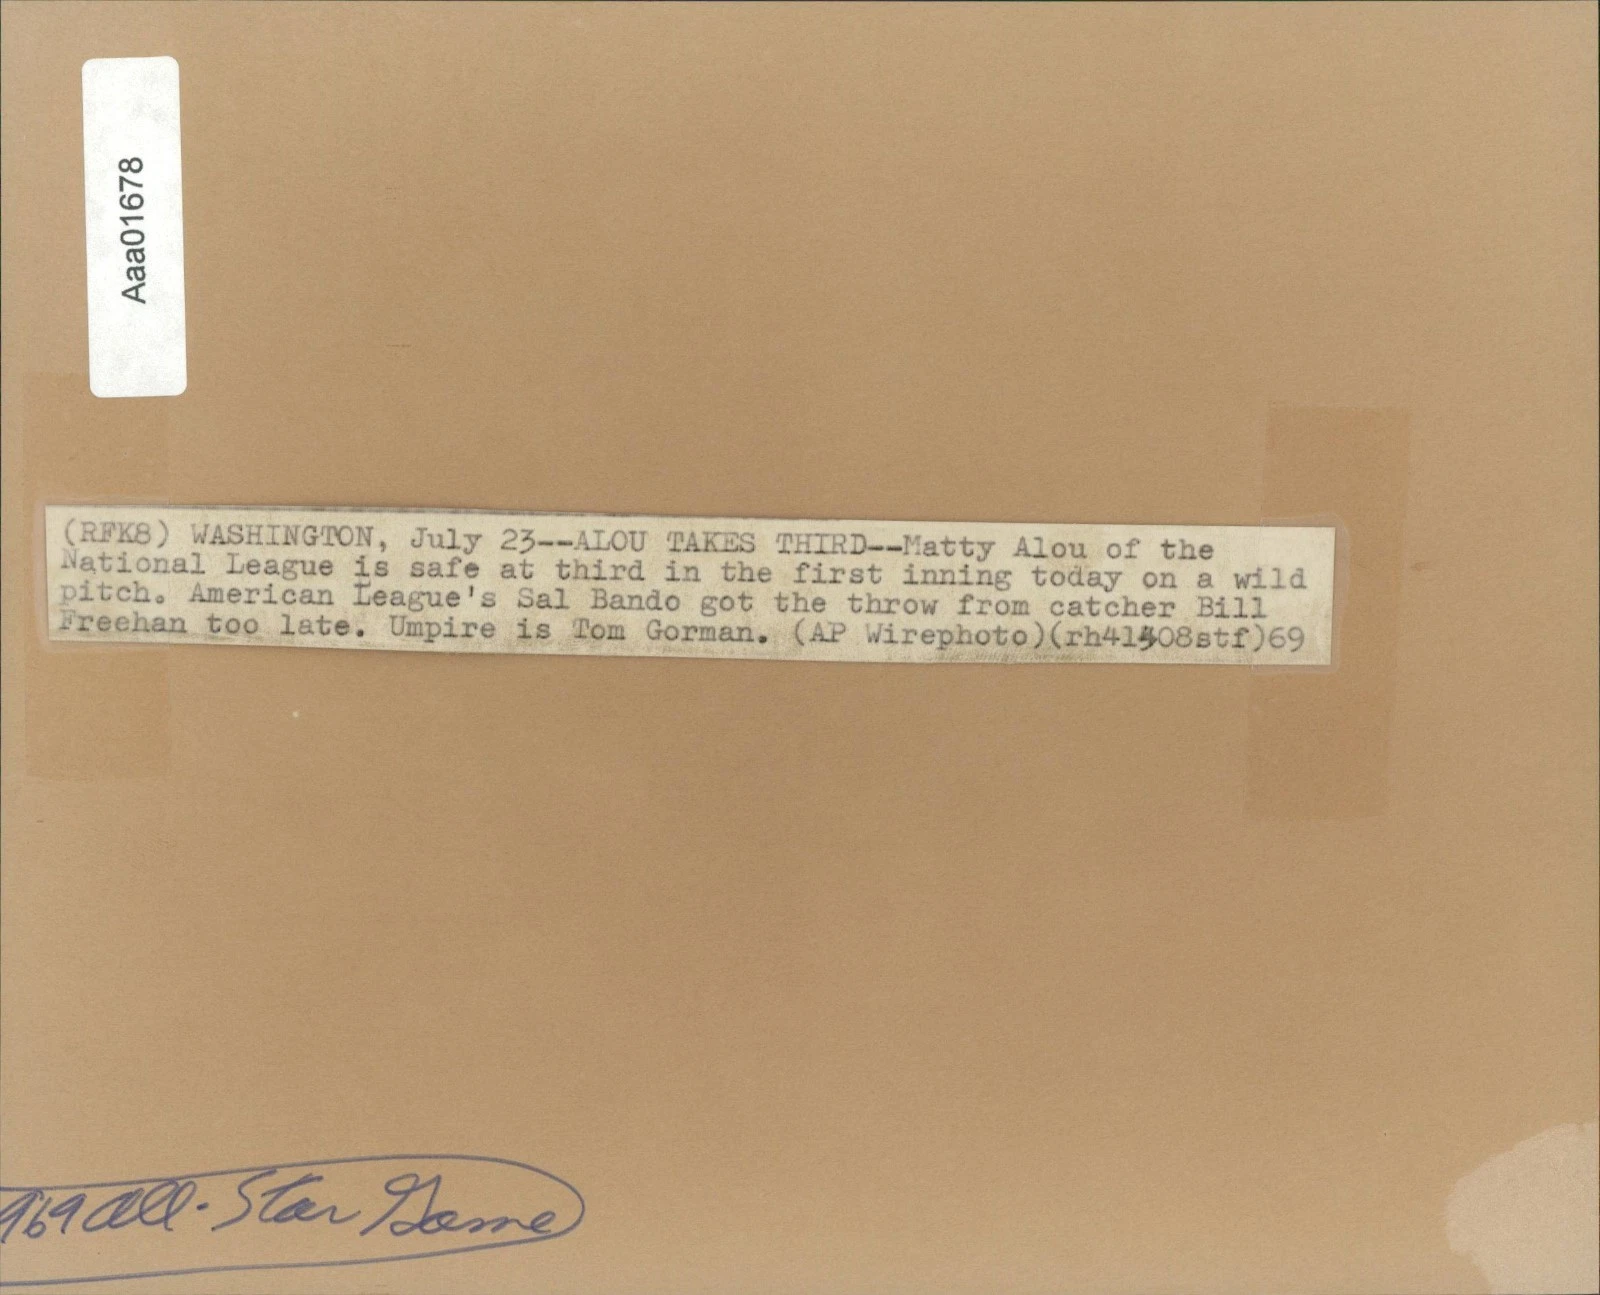 Aaa01678
(RFK8) WASHINGTON, July 23--ALOU TAKES THIRD--Matty Alou of the
National League is safe at third in the first inning today on a wild
pitch. American League's Sal Bando got the throw from catcher Bill
Freehan too late. Umpire is Tom Gorman. (AP Wirephoto)(rh41408stf)69
969 All-Star Game